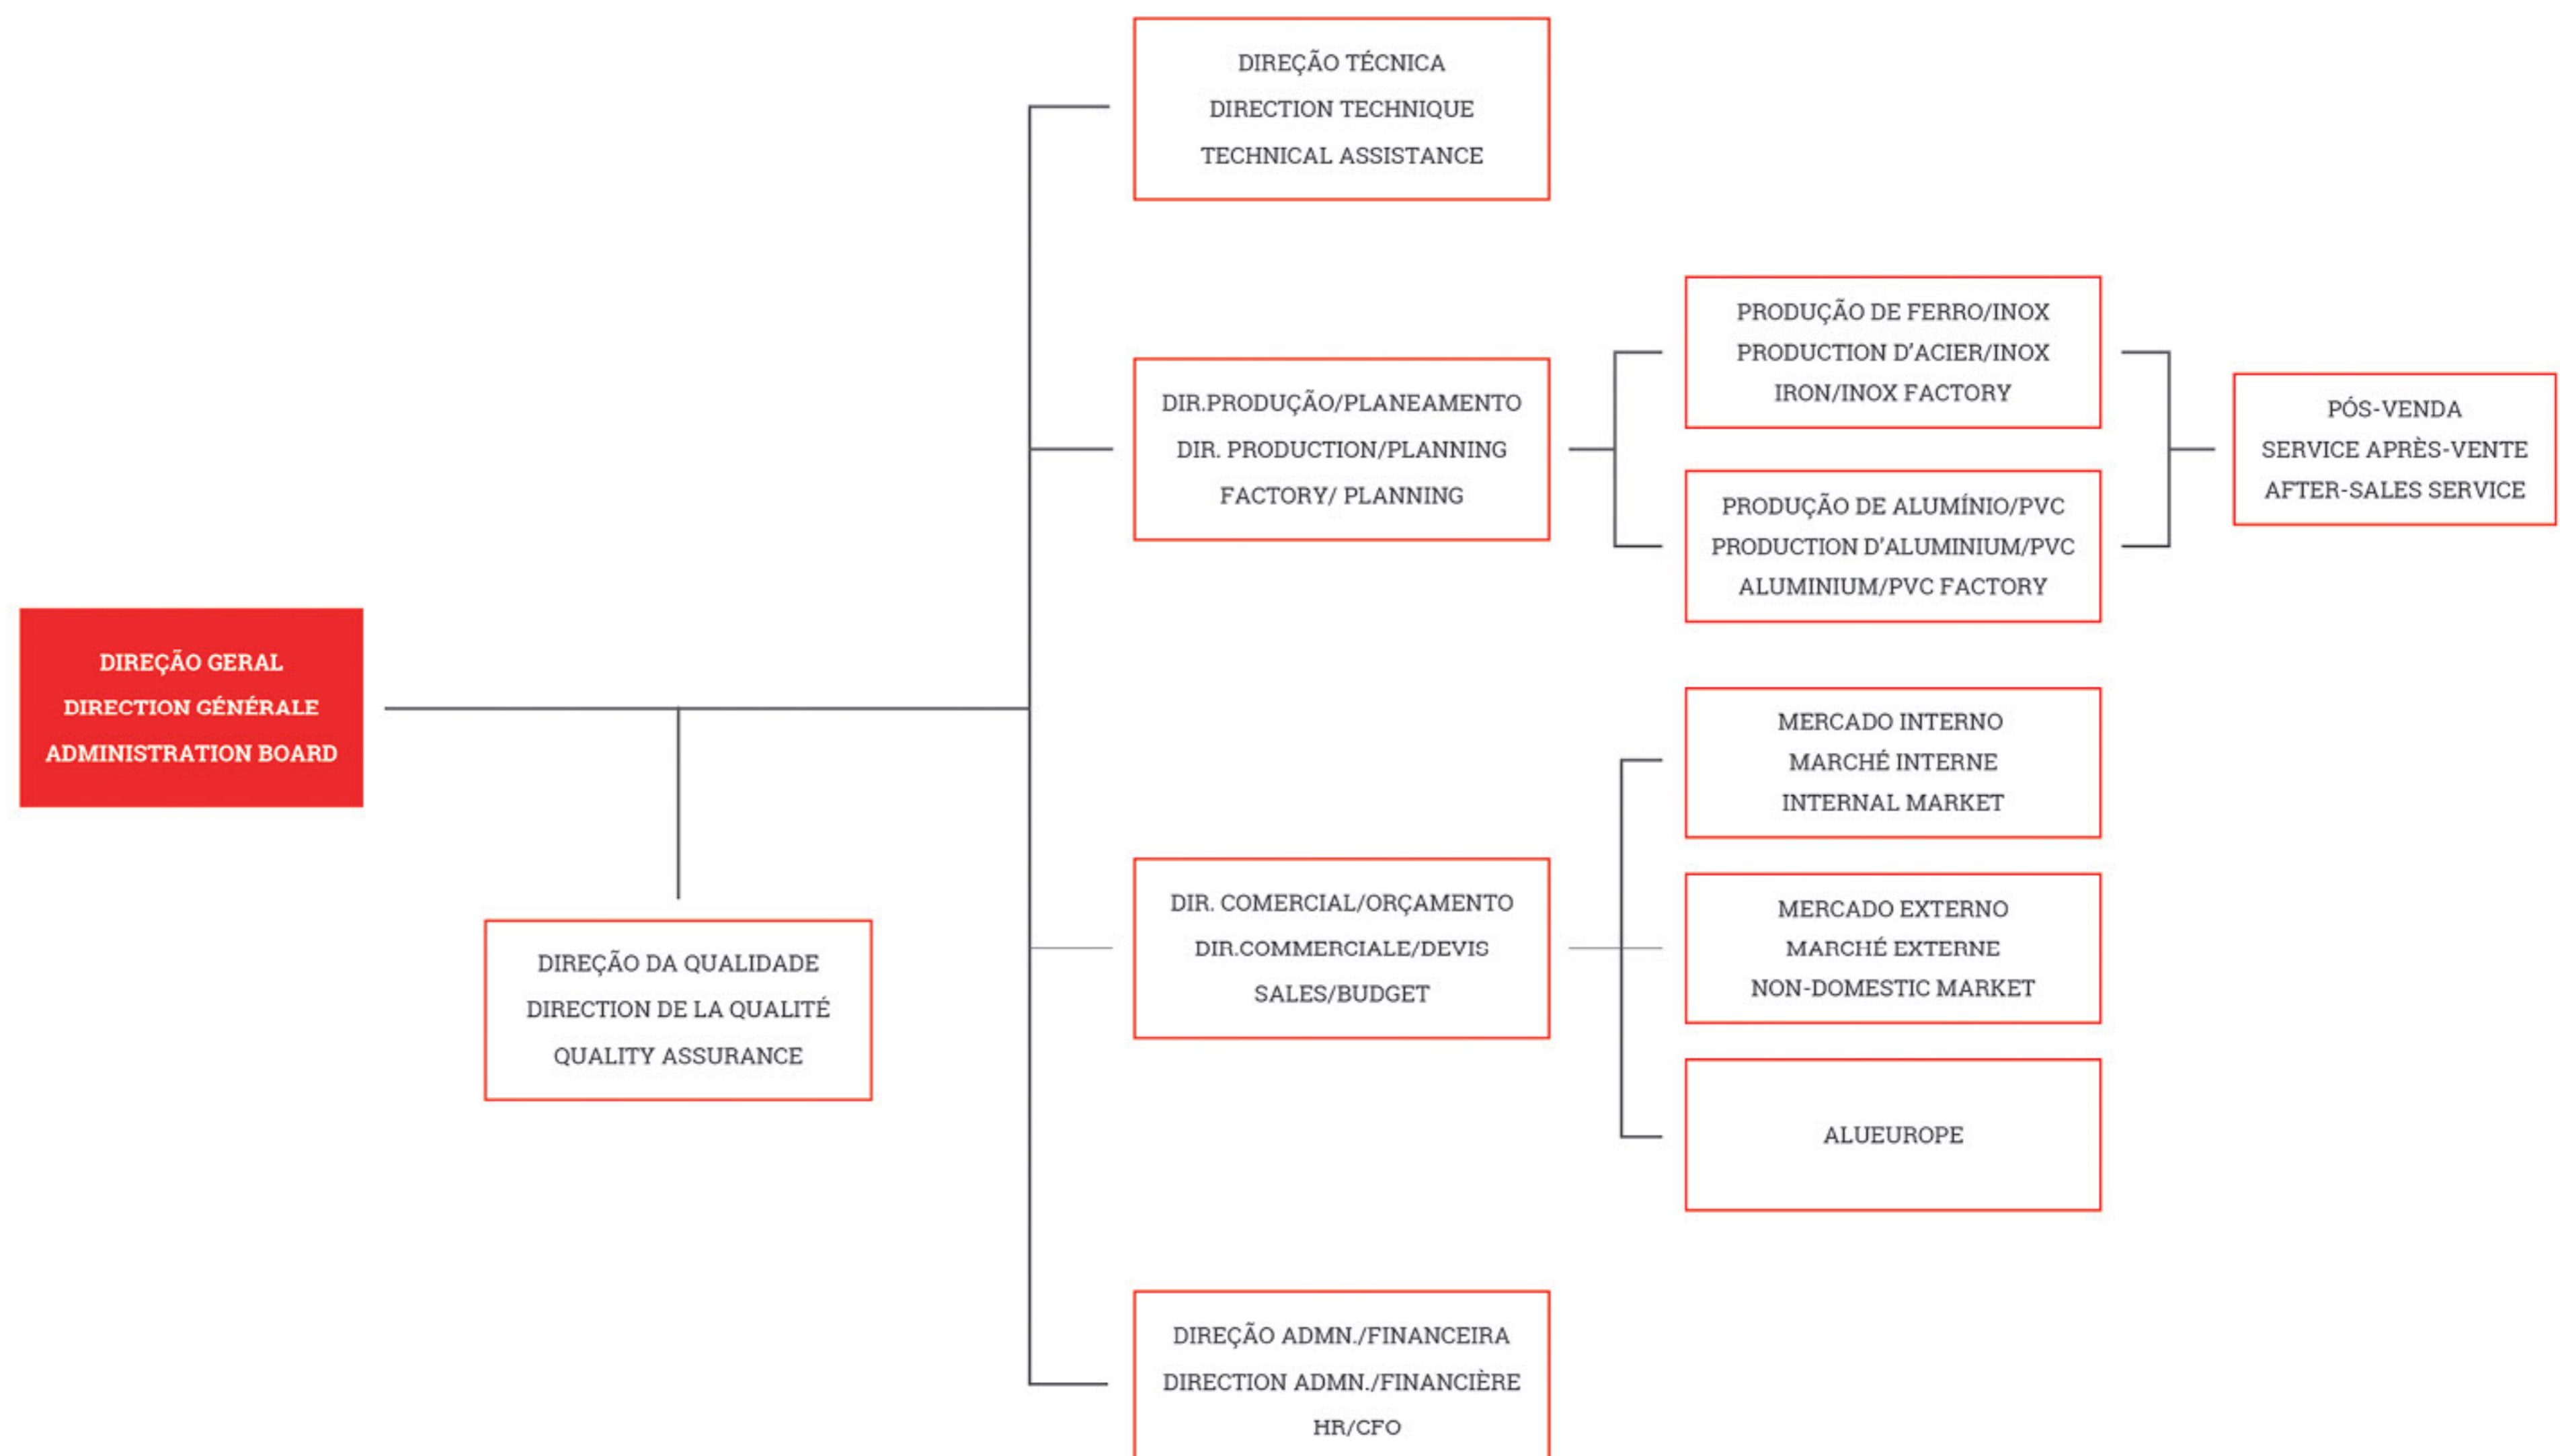 DIREÇÃO GERAL
DIRECTION GÉNÉRALE
ADMINISTRATION BOARD
DIREÇÃO DA QUALIDADE
DIRECTION DE LA QUALITÉ
QUALITY ASSURANCE
DIREÇÃO TÉCNICA
DIRECTION TECHNIQUE
TECHNICAL ASSISTANCE
DIR.PRODUÇÃO/PLANEAMENTO
DIR. PRODUCTION/PLANNING
FACTORY/ PLANNING
PRODUÇÃO DE FERRO/INOX
PRODUCTION D'ACIER/INOX
IRON/INOX FACTORY
PRODUÇÃO DE ALUMÍNIO/PVC
PRODUCTION D'ALUMINIUM/PVC
ALUMINIUM/PVC FACTORY
PÓS-VENDA
SERVICE APRÈS-VENTE
AFTER-SALES SERVICE
DIR. COMERCIAL/ORÇAMENTO
DIR.COMMERCIALE/DEVIS
SALES/BUDGET
MERCADO INTERNO
MARCHÉ INTERNE
INTERNAL MARKET
MERCADO EXTERNO
MARCHÉ EXTERNE
NON-DOMESTIC MARKET
ALUEUROPE
DIREÇÃO ADMN./FINANCEIRA
DIRECTION ADMN./FINANCIÈRE
HR/CFO